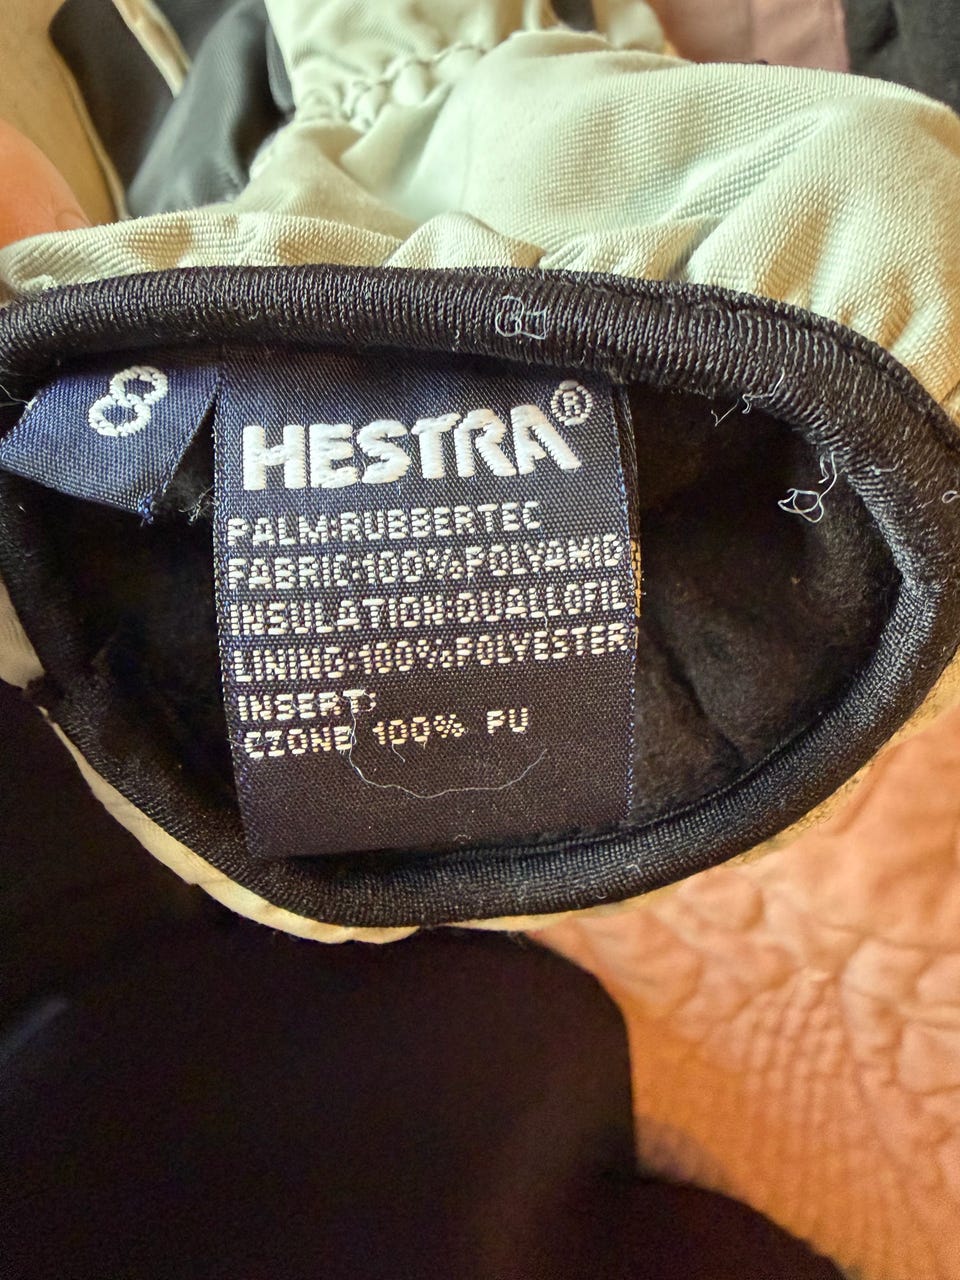 8
HESTRA®
PALM:RUBBERTEC
FABRIC:100%POLYAMID
INSULATION:QUALLOFIL
LINING:100%POLYESTER
INSERT:
CZONE 100% PU